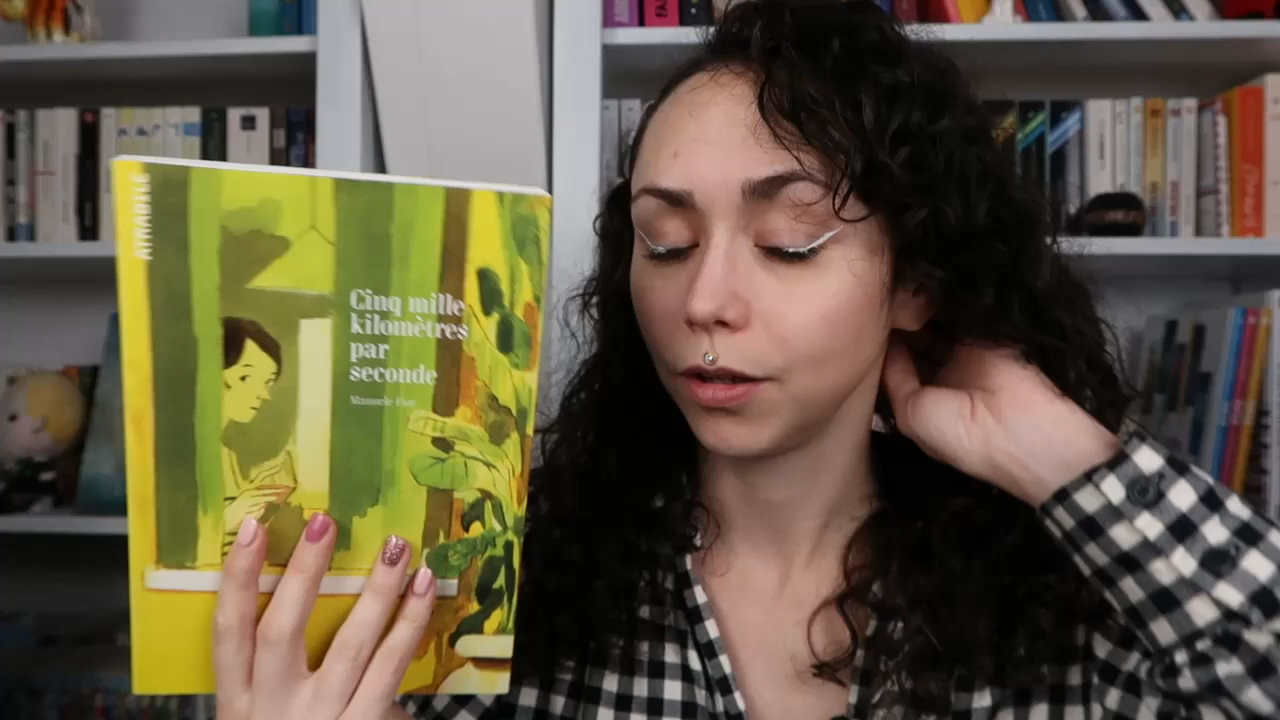 ATRABILE
Cinq mille
kilomètres
par
seconde
Manuele Fior